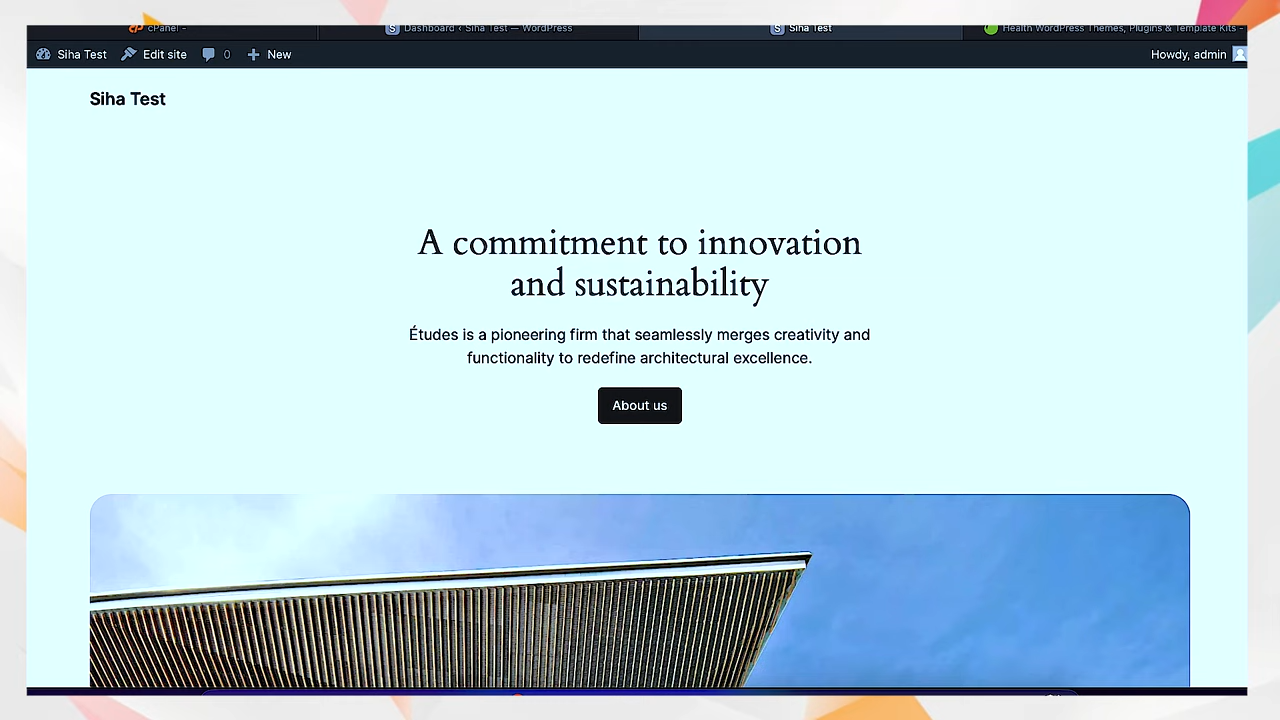 cPanel -
Dashboard ‹ Siha Test — WordPress
Siha Test
Health WordPress Themes, Plugins & Template Kits -
Siha Test
Edit site
0
New
Howdy, admin
Siha Test
A commitment to innovation
and sustainability
Études is a pioneering firm that seamlessly merges creativity and
functionality to redefine architectural excellence.
About us